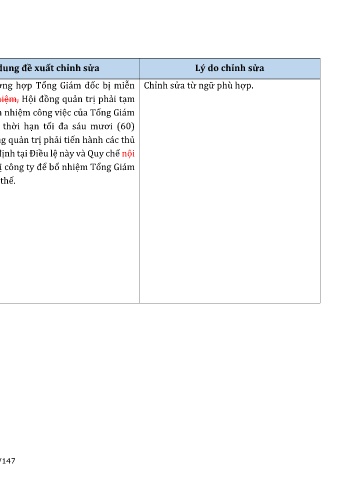 dung đề xuất chỉnh sửa
Lý do chỉnh sửa
hợp Tổng Giám đốc bị miễn
Hội đồng quản trị phải tạm
nhiệm công việc của Tổng Giám
thời hạn tối đa sáu mươi (60)
quản trị phải tiến hành các thủ
định tại Điều lệ này và Quy chế nội
công ty để bổ nhiệm Tổng Giám
thế.
Chỉnh sửa từ ngữ phù hợp.
/147